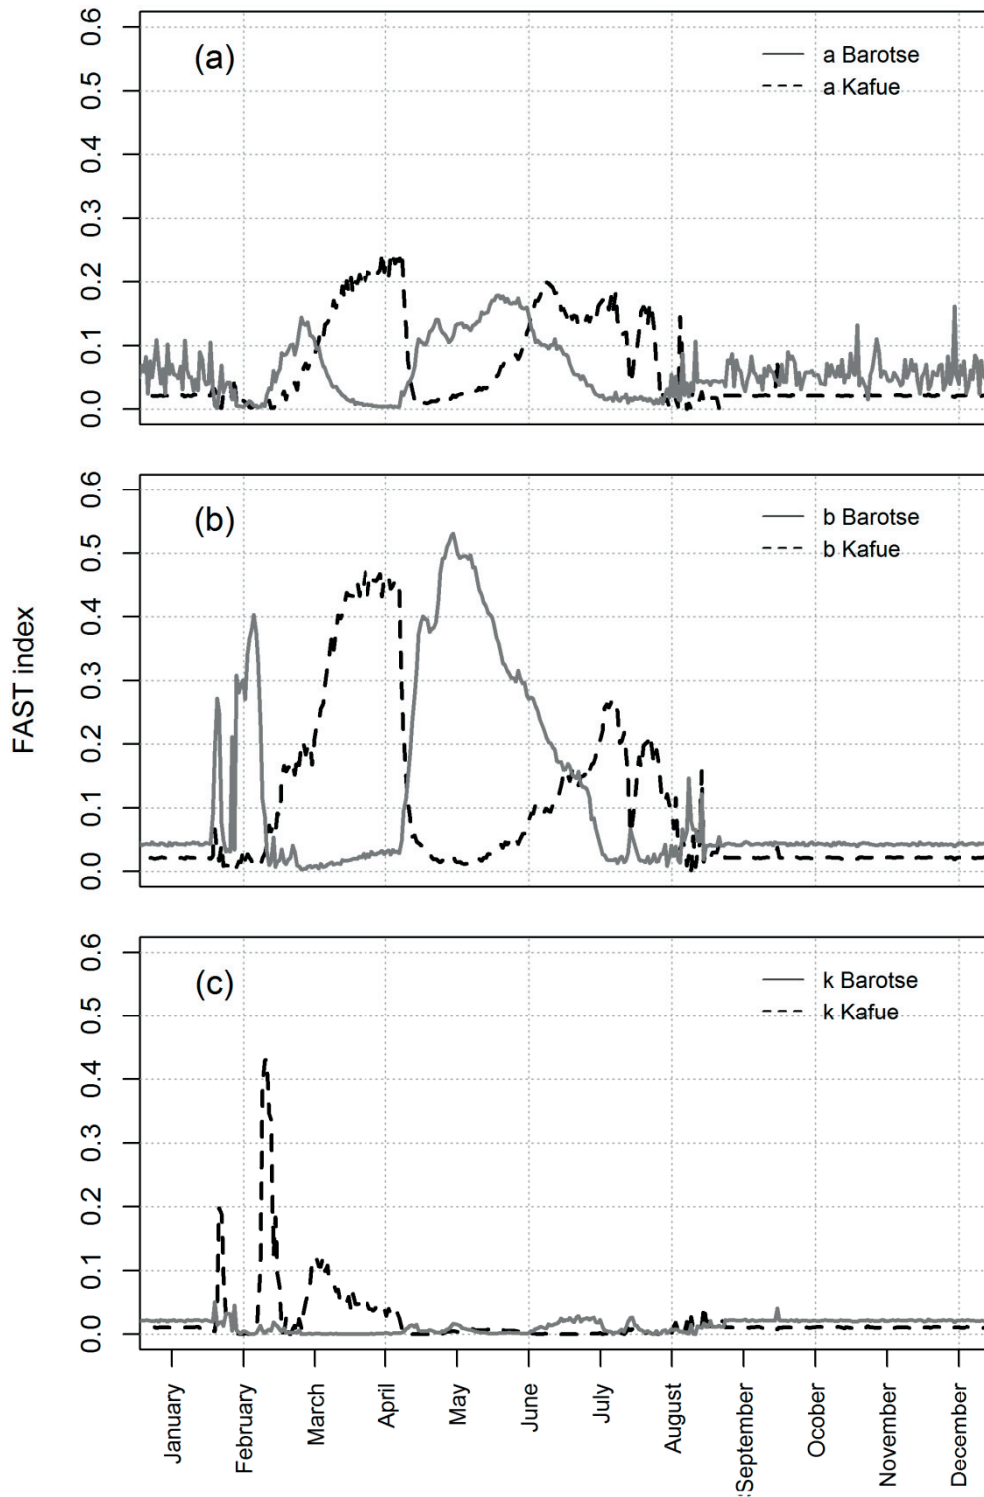 (a)
a Barotse
a Kafue
0.6
0.5
0.4
0.3
0.2
0.1
0.0
FAST index
(b)
b Barotse
b Kafue
0.6
0.5
0.4
0.3
0.2
0.1
0.0
(c)
k Barotse
k Kafue
0.6
0.5
0.4
0.3
0.2
0.1
0.0
January
February
March
April
May
June
July
August
September
Ocober
November
December